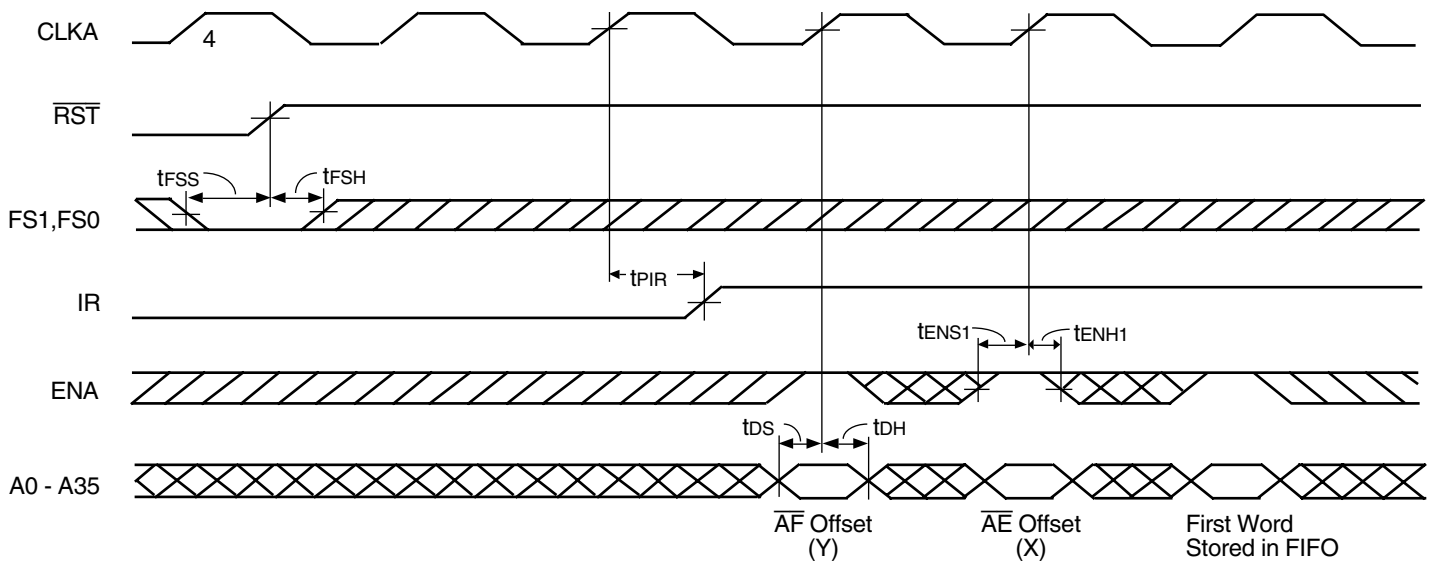 CLKA
4
RST
tFSS
tFSH
FS1,FS0
tPIR
IR
tENS1
tENH1
ENA
tDS
tDH
A0 - A35
AF Offset
(Y)
AE Offset
(X)
First Word
Stored in FIFO